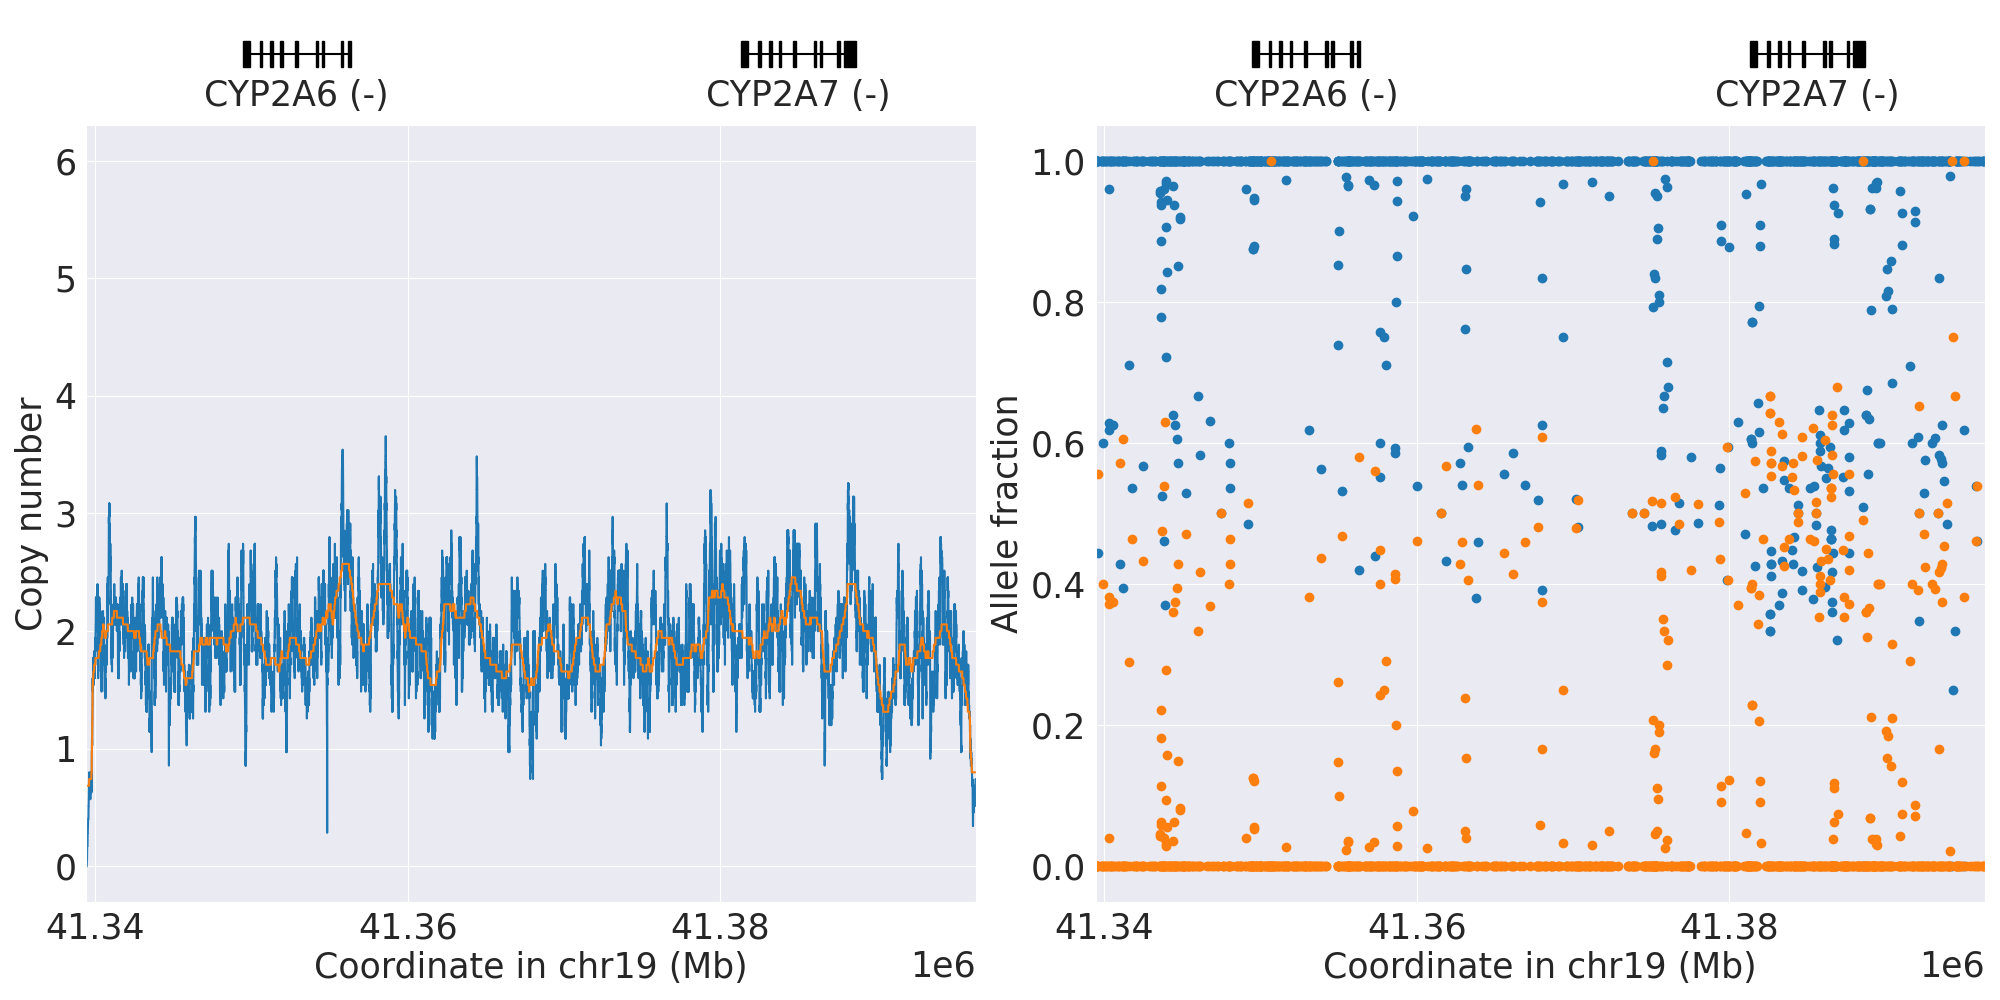 CYP2A6 (-)
CYP2A7 (-)
Copy number
6
5
4
3
2
1
0
41.34
41.36
41.38
Coordinate in chr19 (Mb)
1e6
CYP2A6 (-)
CYP2A7 (-)
Allele fraction
1.0
0.8
0.6
0.4
0.2
0.0
41.34
41.36
41.38
Coordinate in chr19 (Mb)
1e6